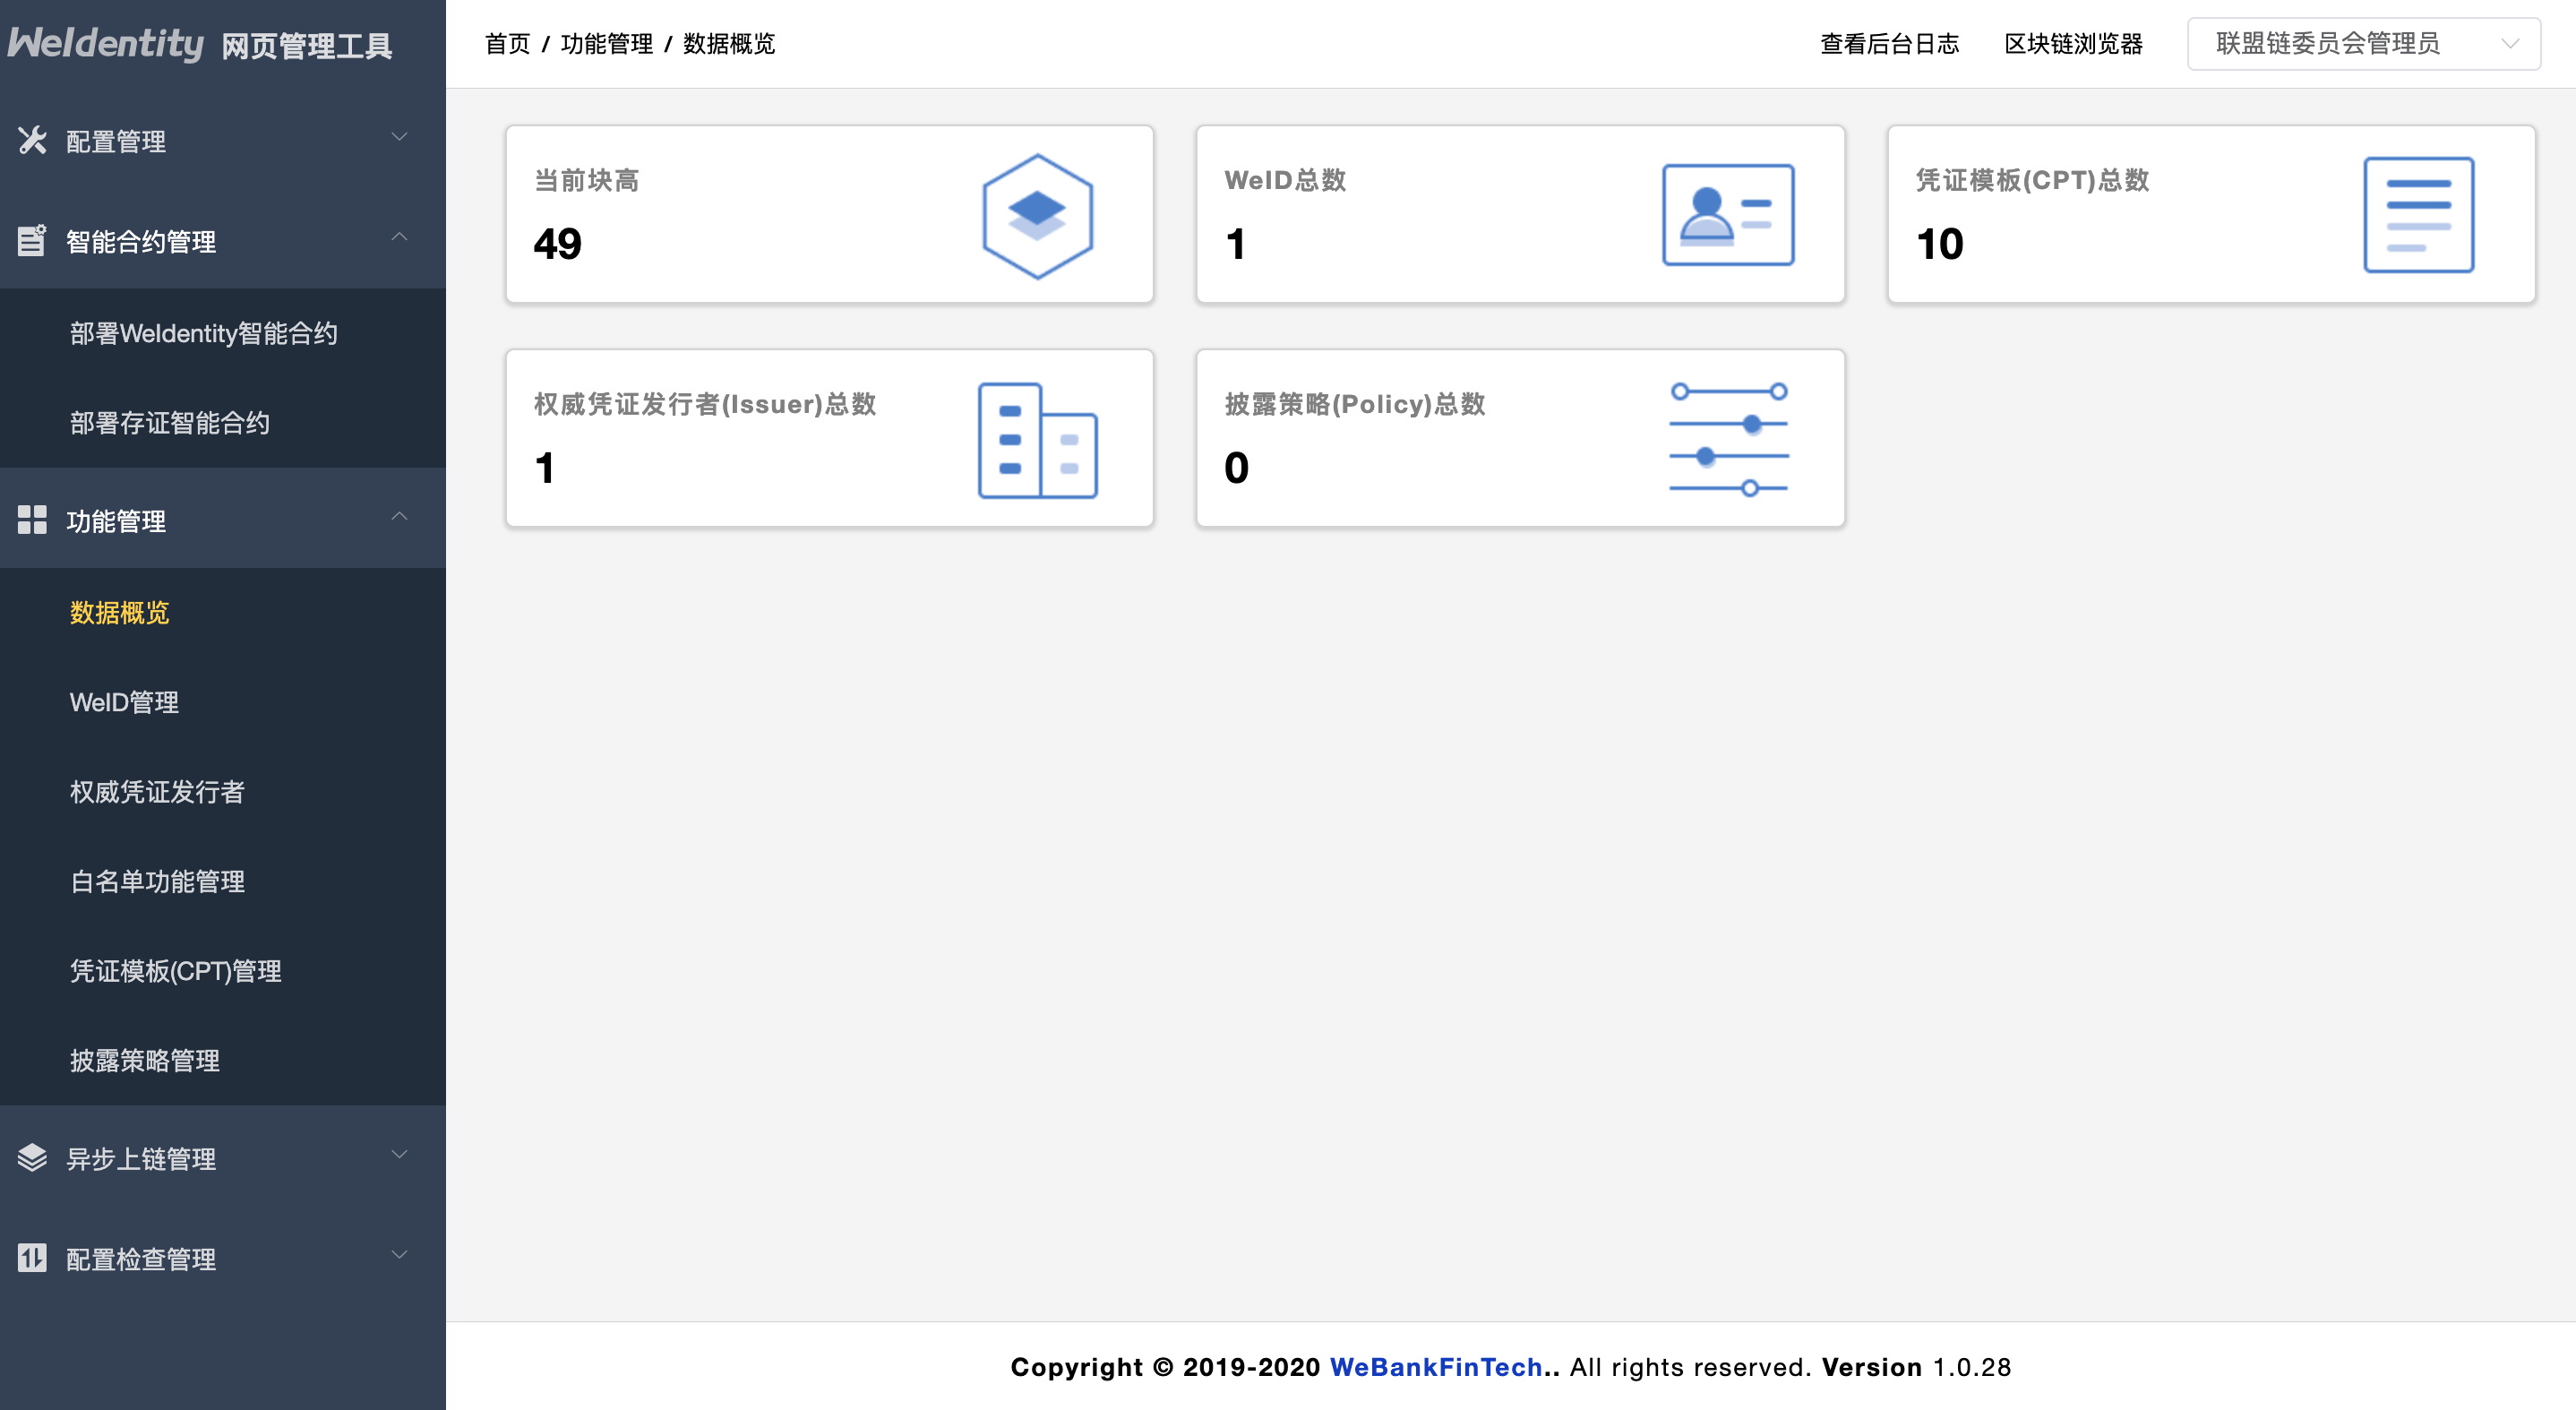 WeIdentity 网页管理工具
配置管理
智能合约管理
部署WeIdentity智能合约
部署存证智能合约
功能管理
数据概览
WeID管理
权威凭证发行者
白名单功能管理
凭证模板(CPT)管理
披露策略管理
异步上链管理
配置检查管理
首页 / 功能管理 / 数据概览
查看后台日志 区块链浏览器 联盟链委员会管理员
当前块高
49
WeID总数
1
凭证模板(CPT)总数
10
权威凭证发行者(Issuer)总数
1
披露策略(Policy)总数
0
Copyright © 2019-2020 WeBankFinTech.. All rights reserved. Version 1.0.28